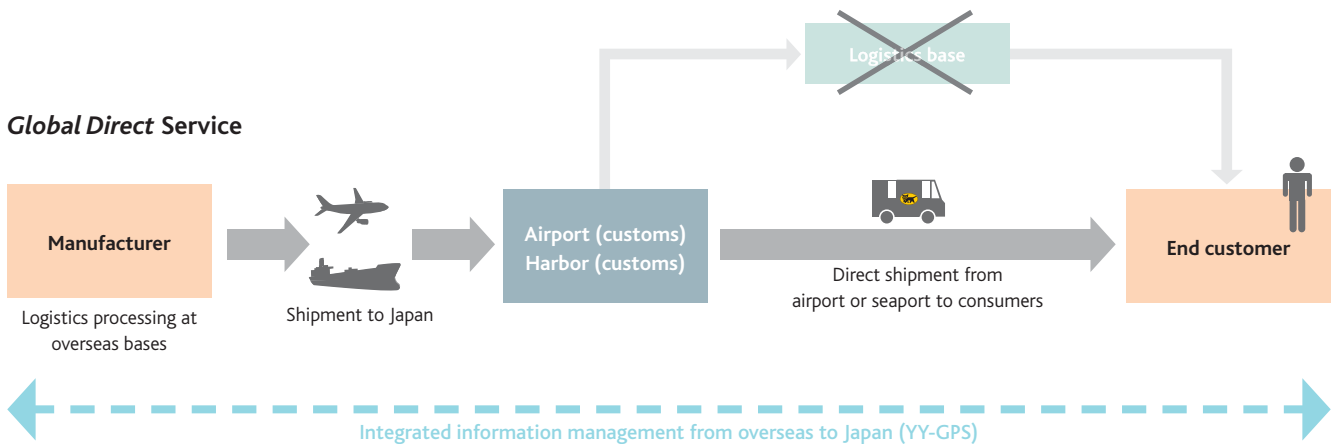 Logistics base
Global Direct Service
Manufacturer
Airport (customs)
Harbor (customs)
End customer
Logistics processing at
overseas bases
Shipment to Japan
Direct shipment from
airport or seaport to consumers
Integrated information management from overseas to Japan (YY-GPS)